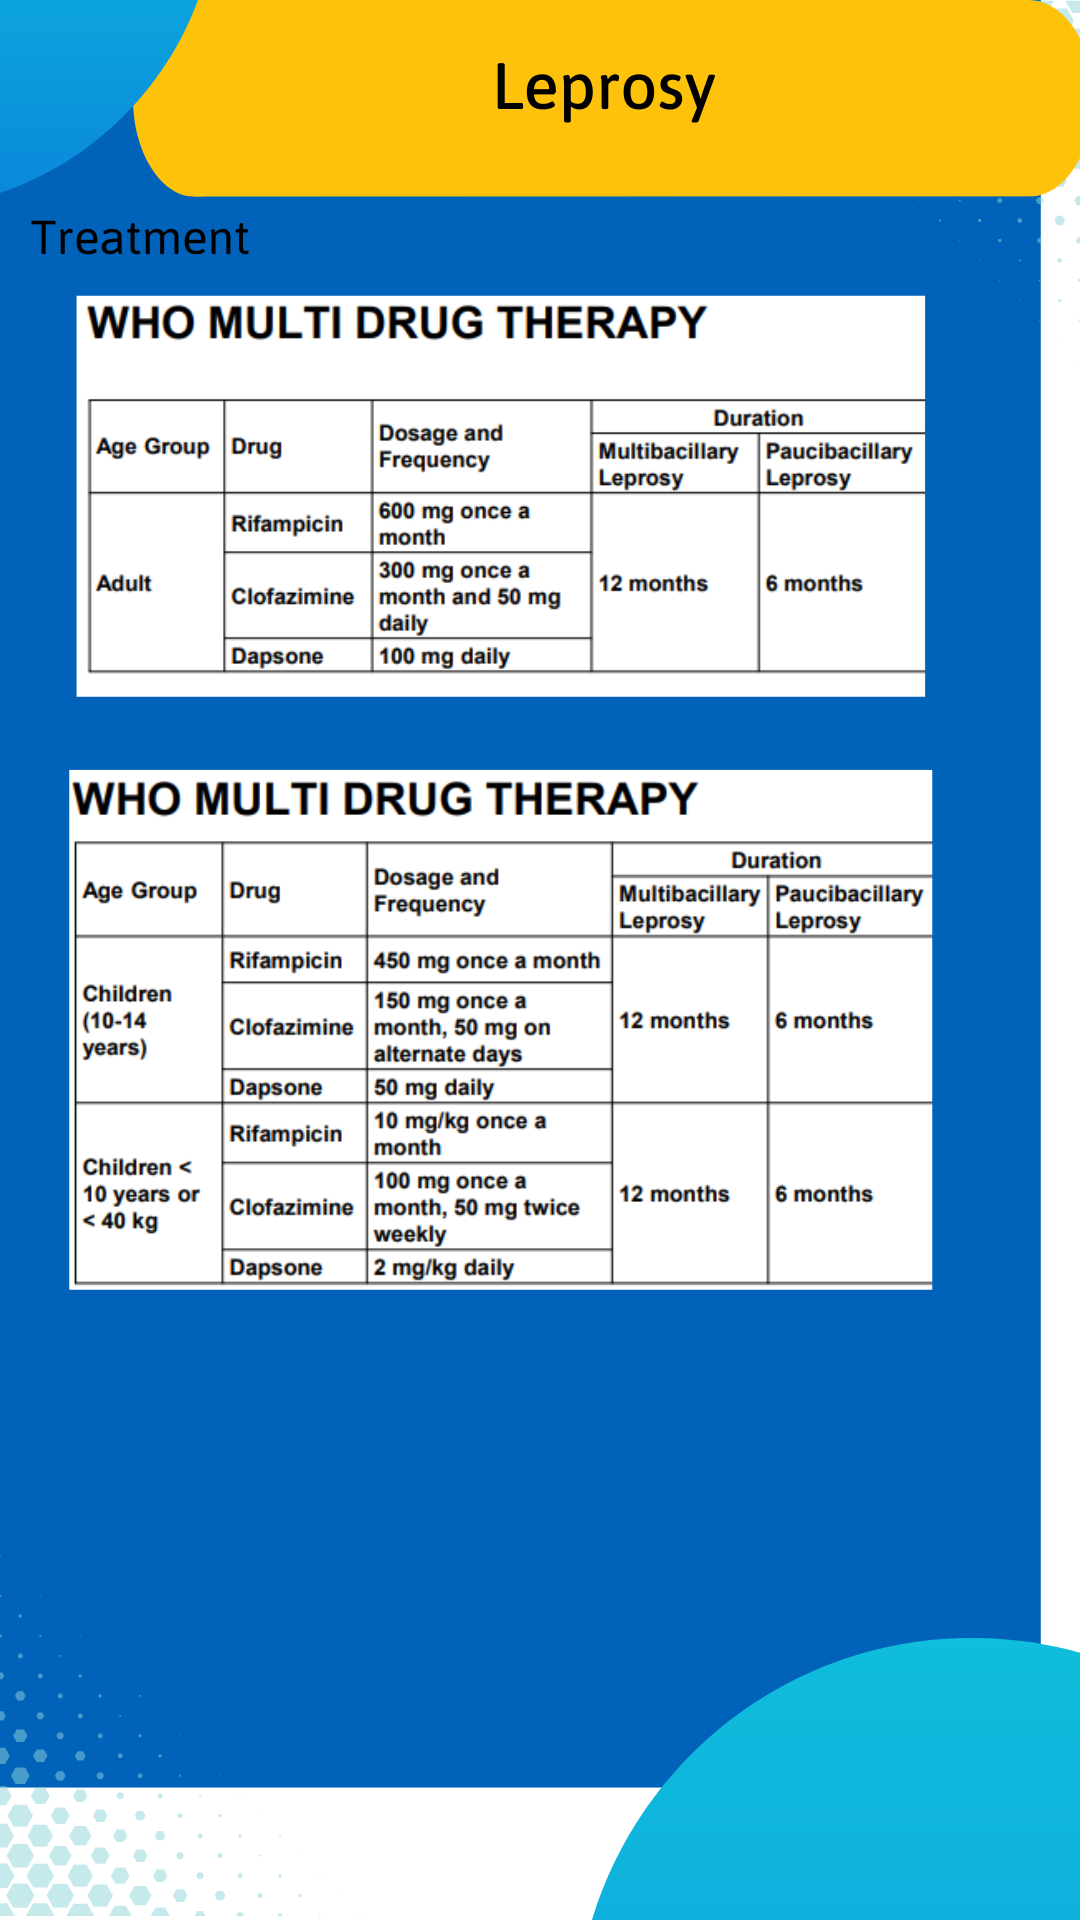 Leprosy
Treatment
WHO MULTI DRUG THERAPY
Age Group
Drug
Dosage and
Frequency
Duration
Multibacillary
Leprosy
Paucibacillary
Leprosy
Adult
Rifampicin
600 mg once a
month
Clofazimine
300 mg once a
month and 50 mg
daily
Dapsone
100 mg daily
12 months
6 months
WHO MULTI DRUG THERAPY
Age Group
Drug
Dosage and
Frequency
Duration
Multibacillary
Leprosy
Paucibacillary
Leprosy
Children
(10-14
years)
Rifampicin
450 mg once a month
Clofazimine
150 mg once a
month, 50 mg on
alternate days
Dapsone
50 mg daily
12 months
6 months
Children <
10 years or
< 40 kg
Rifampicin
10 mg/kg once a
month
Clofazimine
100 mg once a
month, 50 mg twice
weekly
Dapsone
2 mg/kg daily
12 months
6 months